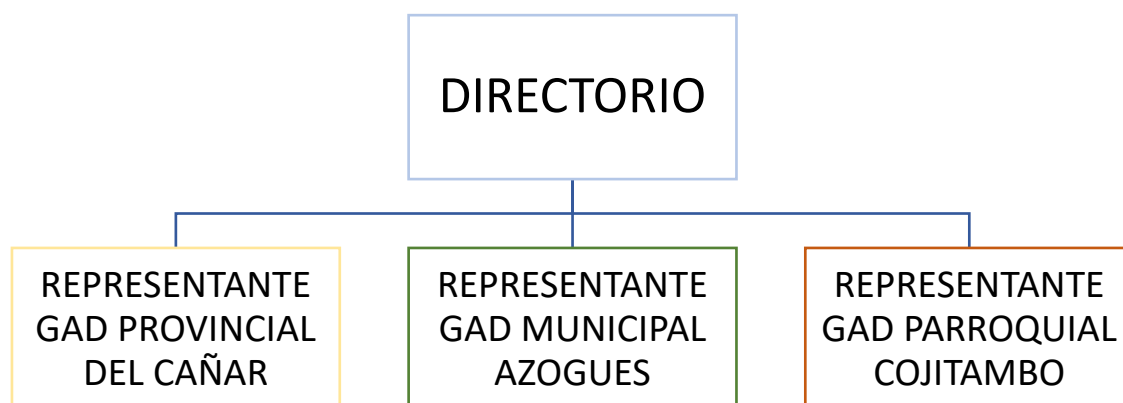 DIRECTORIO
REPRESENTANTE
GAD PROVINCIAL
DEL CAÑAR
REPRESENTANTE
GAD MUNICIPAL
AZOGUES
REPRESENTANTE
GAD PARROQUIAL
COJITAMBO